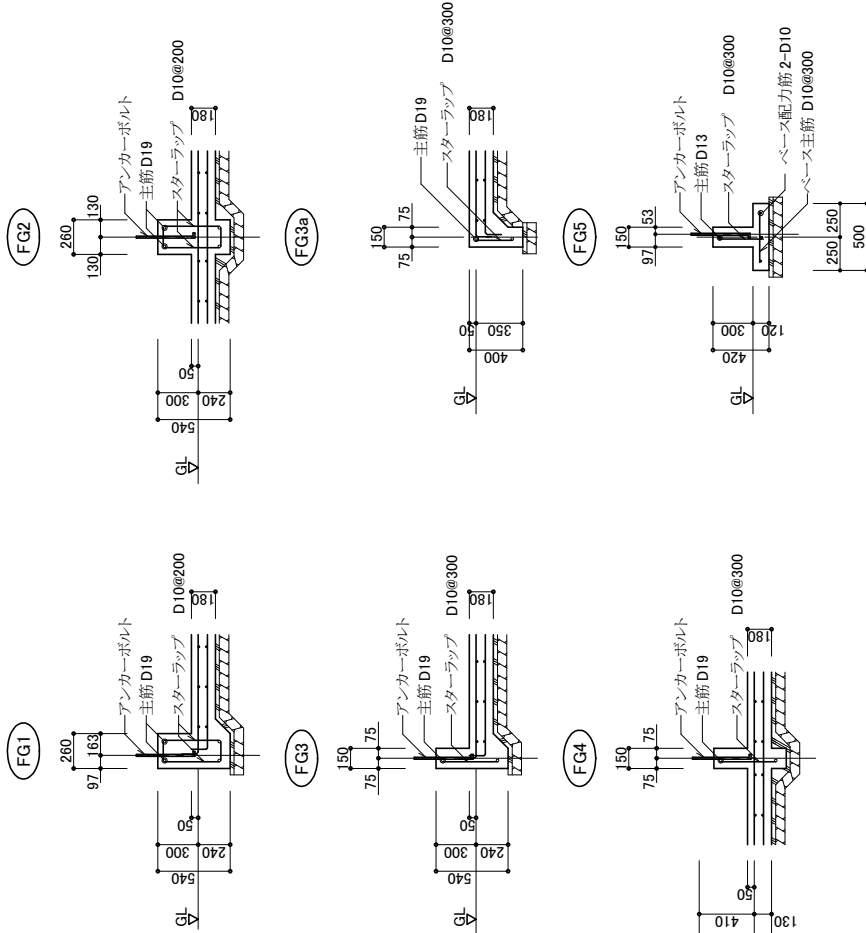 FG1
260
97 163
アンカーボルト
主筋 D19
スターラップ D10@200
180
50
300
240
540
GL
FG2
260
130 130
アンカーボルト
主筋 D19
スターラップ D10@200
180
50
300
240
540
GL
FG3
150
75 75
アンカーボルト
主筋 D19
スターラップ D10@300
180
50
300
240
540
GL
FG3a
150
75 75
主筋 D19
スターラップ D10@300
180
50
350
400
GL
FG4
150
75 75
アンカーボルト
主筋 D19
スターラップ D10@300
180
50
410
130
FG5
150
97 53
アンカーボルト
主筋 D13
スターラップ D10@300
ベース配力筋 2-D10
ベース主筋 D10@300
300
120
420
GL
250 250
500